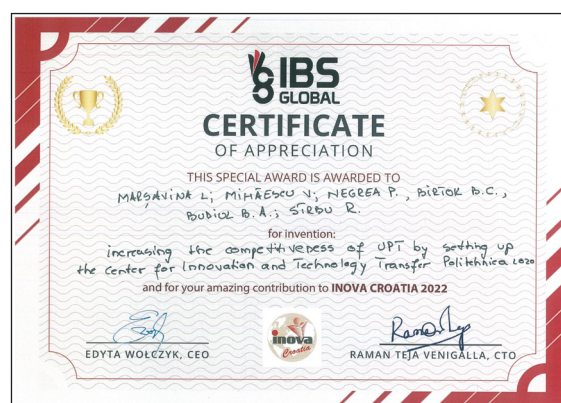 IBS
GLOBAL
CERTIFICATE
OF APPRECIATION
THIS SPECIAL AWARD IS AWARDED TO
MARȘAVINA L; MIHĂESCU V; NEGREA P., BIRTOK B.C.,
BUDIUL B.A.; SÎRBU R.
for invention:
increasing the competitiveness of UPT by setting up
the Center for Innovation and Technology Transfer Politehnica 2020
and for your amazing contribution to INOVA CROATIA 2022
EDYTA WOŁCZYK, CEO
inova
Croatia
RAMAN TEJA VENIGALLA, CTO